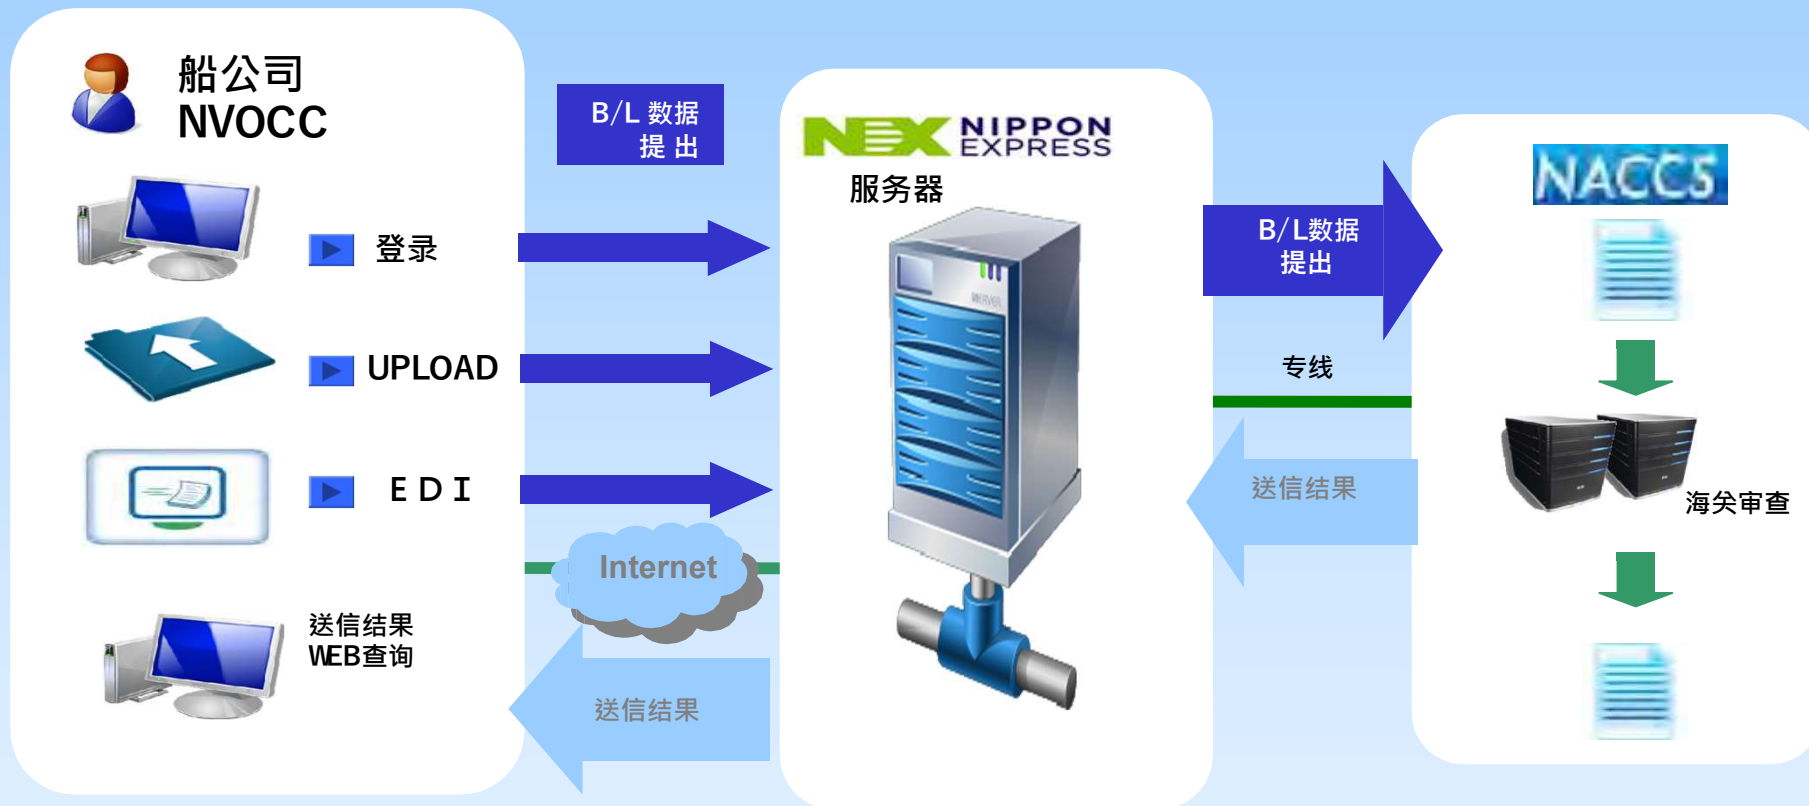 船公司
NVOCC
登录
UPLOAD
EDI
送信结果
WEB查询
B/L 数据
提 出
Internet
送信结果
NEX NIPPON
EXPRESS
服务器
SERVER
B/L数据
提出
专线
送信结果
NACCS
海关审查